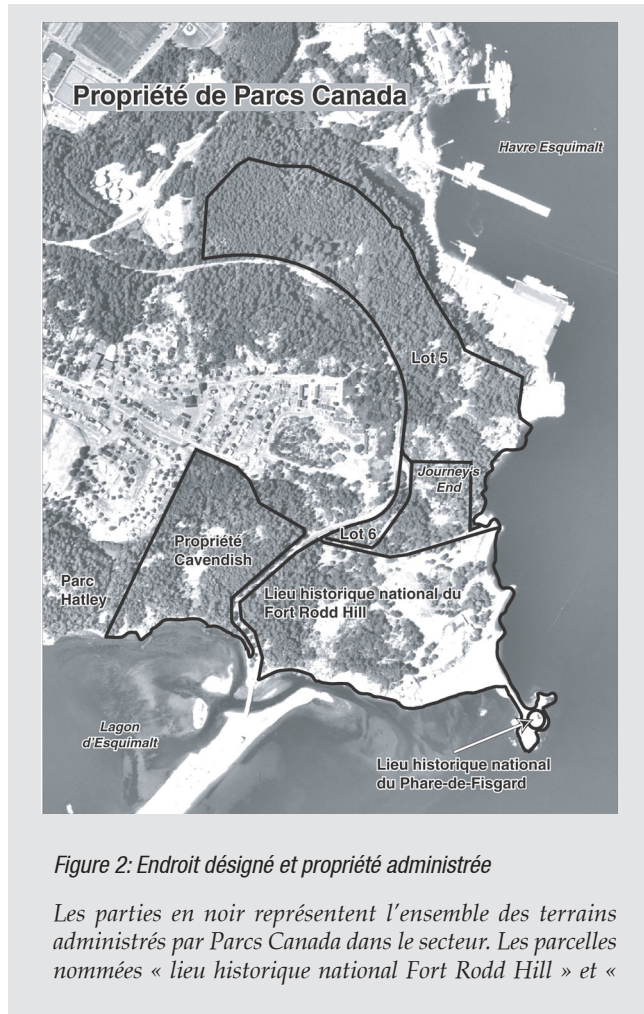 Propriété de Parcs Canada
Havre Esquimalt
Lot 5
Journey's
End
Lot 6
Propriété
Cavendish
Parc
Hatley
Lieu historique national du
Fort Rodd Hill
Lagon
d'Esquimalt
Lieu historique national
du Phare-de-Fisgard
Figure 2: Endroit désigné et propriété administrée
Les parties en noir représentent l'ensemble des terrains
administrés par Parcs Canada dans le secteur. Les parcelles
nommées « lieu historique national Fort Rodd Hill » et «